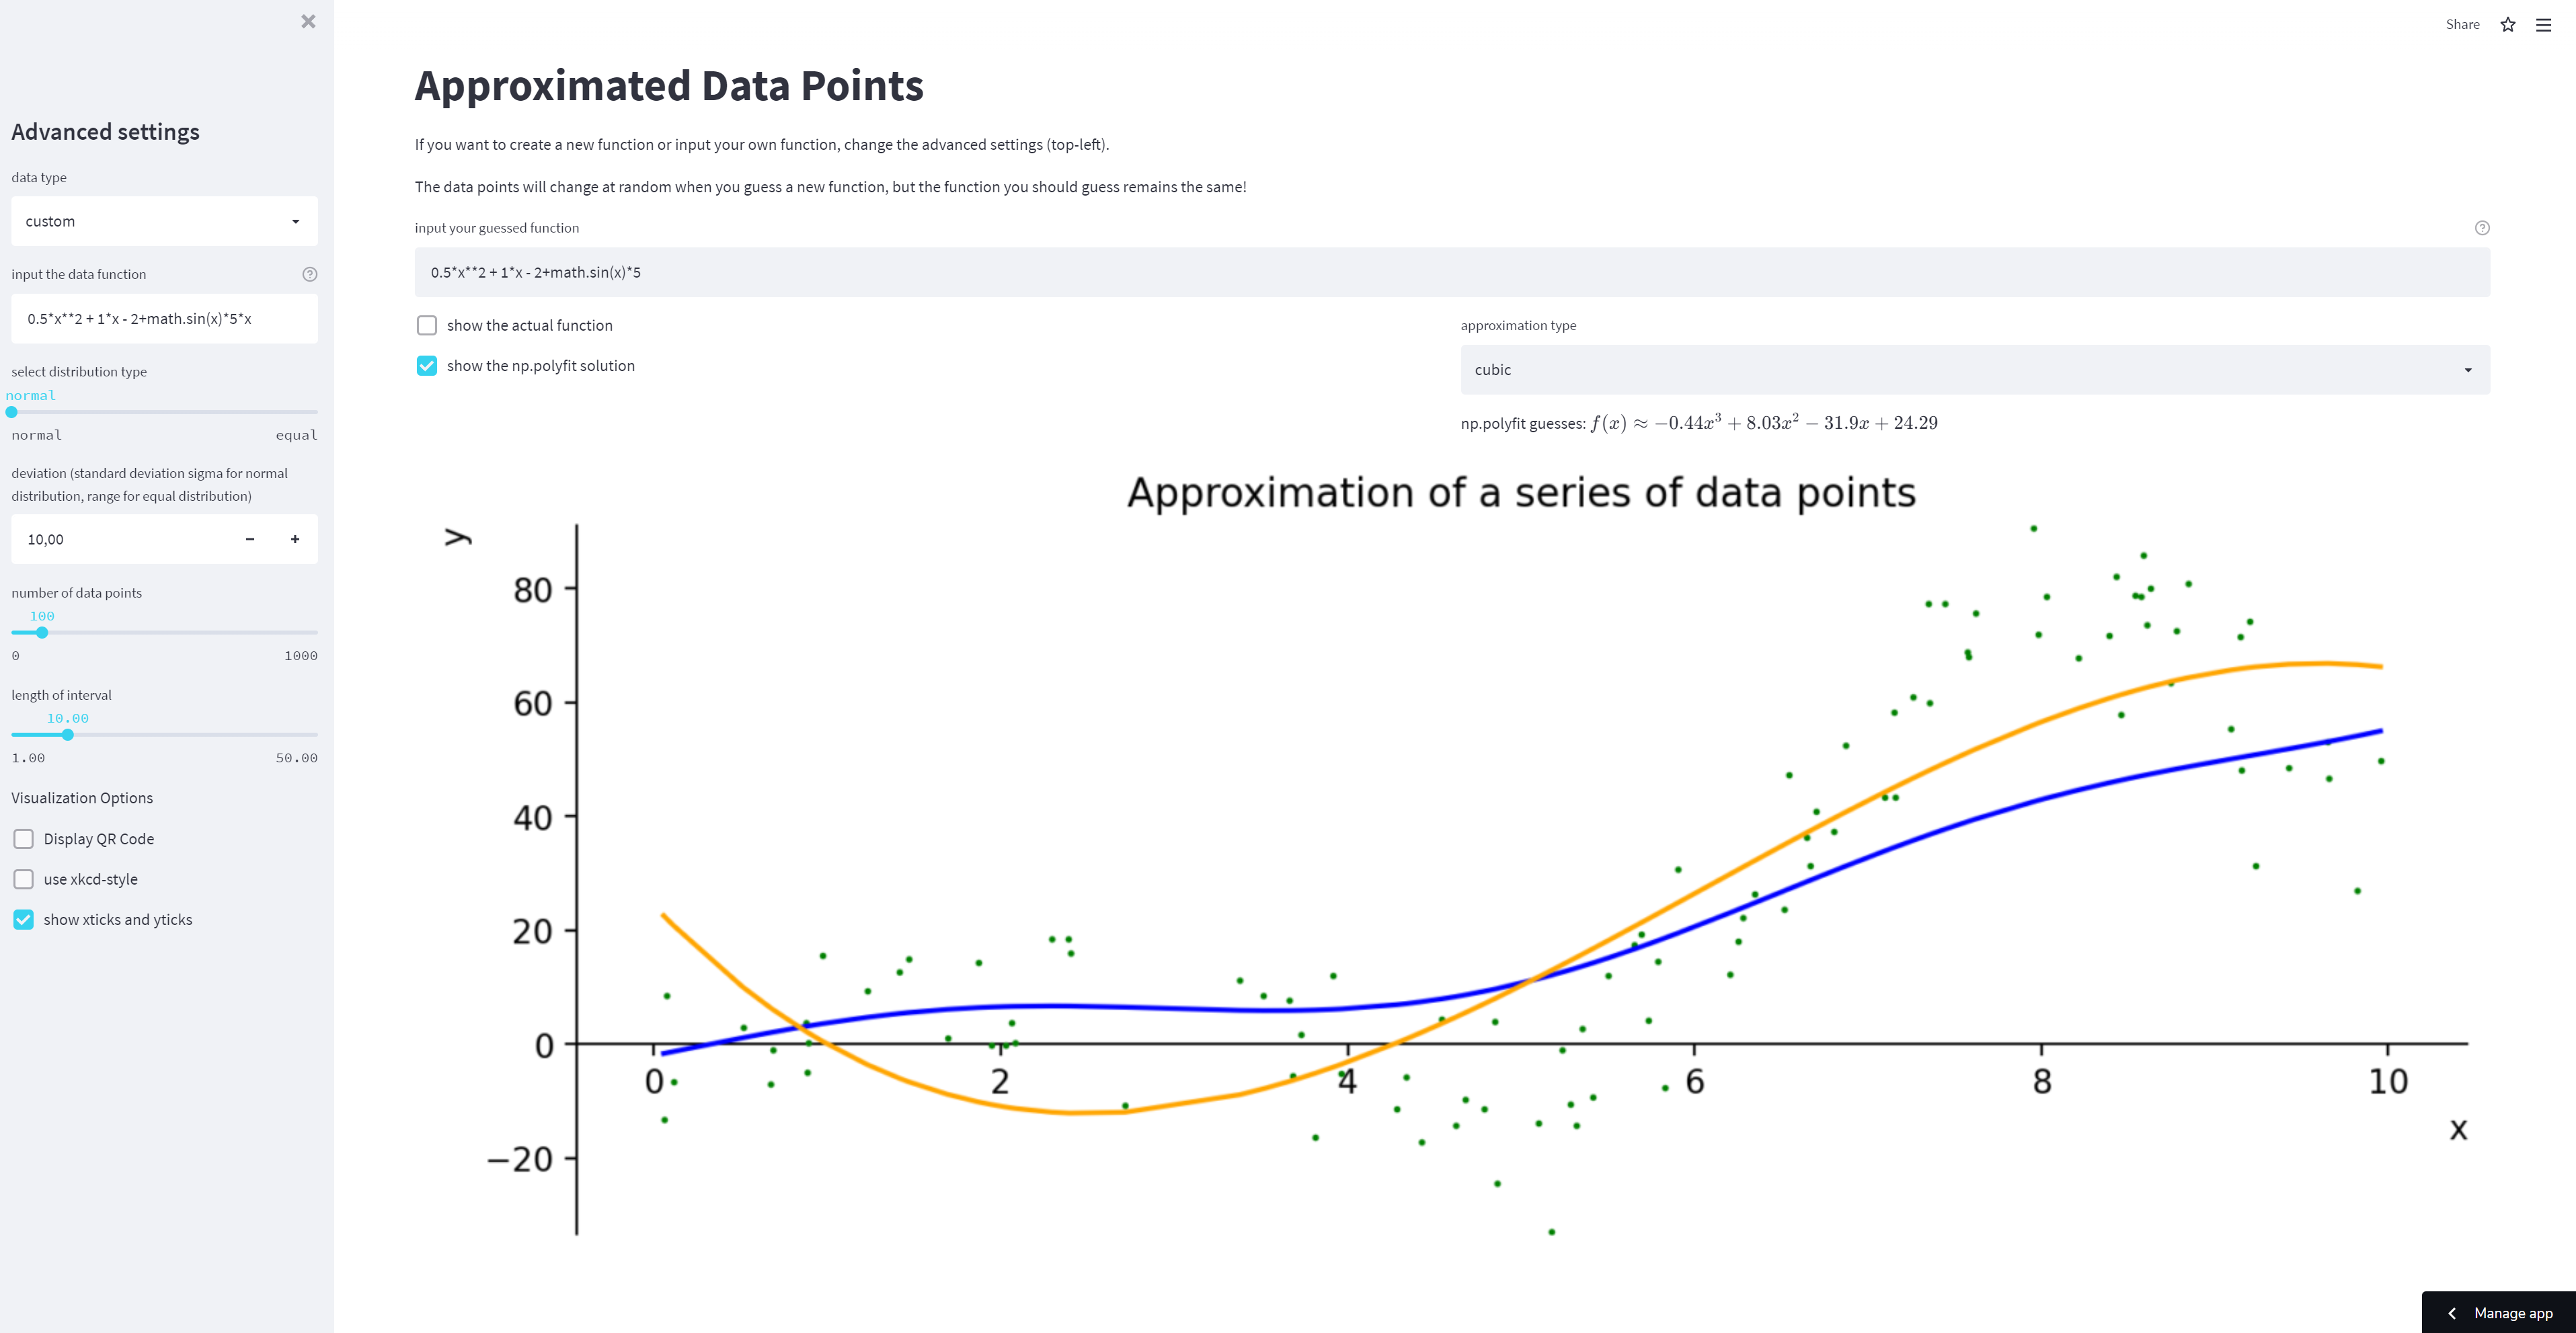 Share
Approximated Data Points
If you want to create a new function or input your own function, change the advanced settings (top-left).
The data points will change at random when you guess a new function, but the function you should guess remains the same!
input your guessed function
0.5*x**2 + 1*x - 2+math.sin(x)*5
show the actual function
show the np.polyfit solution
approximation type
cubic
np.polyfit guesses: f(x) ≈ −0.44x³ + 8.03x² − 31.9x + 24.29
Advanced settings
data type
custom
input the data function
0.5*x**2 + 1*x - 2+math.sin(x)*5*x
select distribution type
normal
normal equal
deviation (standard deviation sigma for normal
distribution, range for equal distribution)
10,00
number of data points
100
0 1000
length of interval
10.00
1.00 50.00
Visualization Options
Display QR Code
use xkcd-style
show xticks and yticks
Approximation of a series of data points
y
80
60
40
20
0
−20
0 2 4 6 8 10
x
Manage app